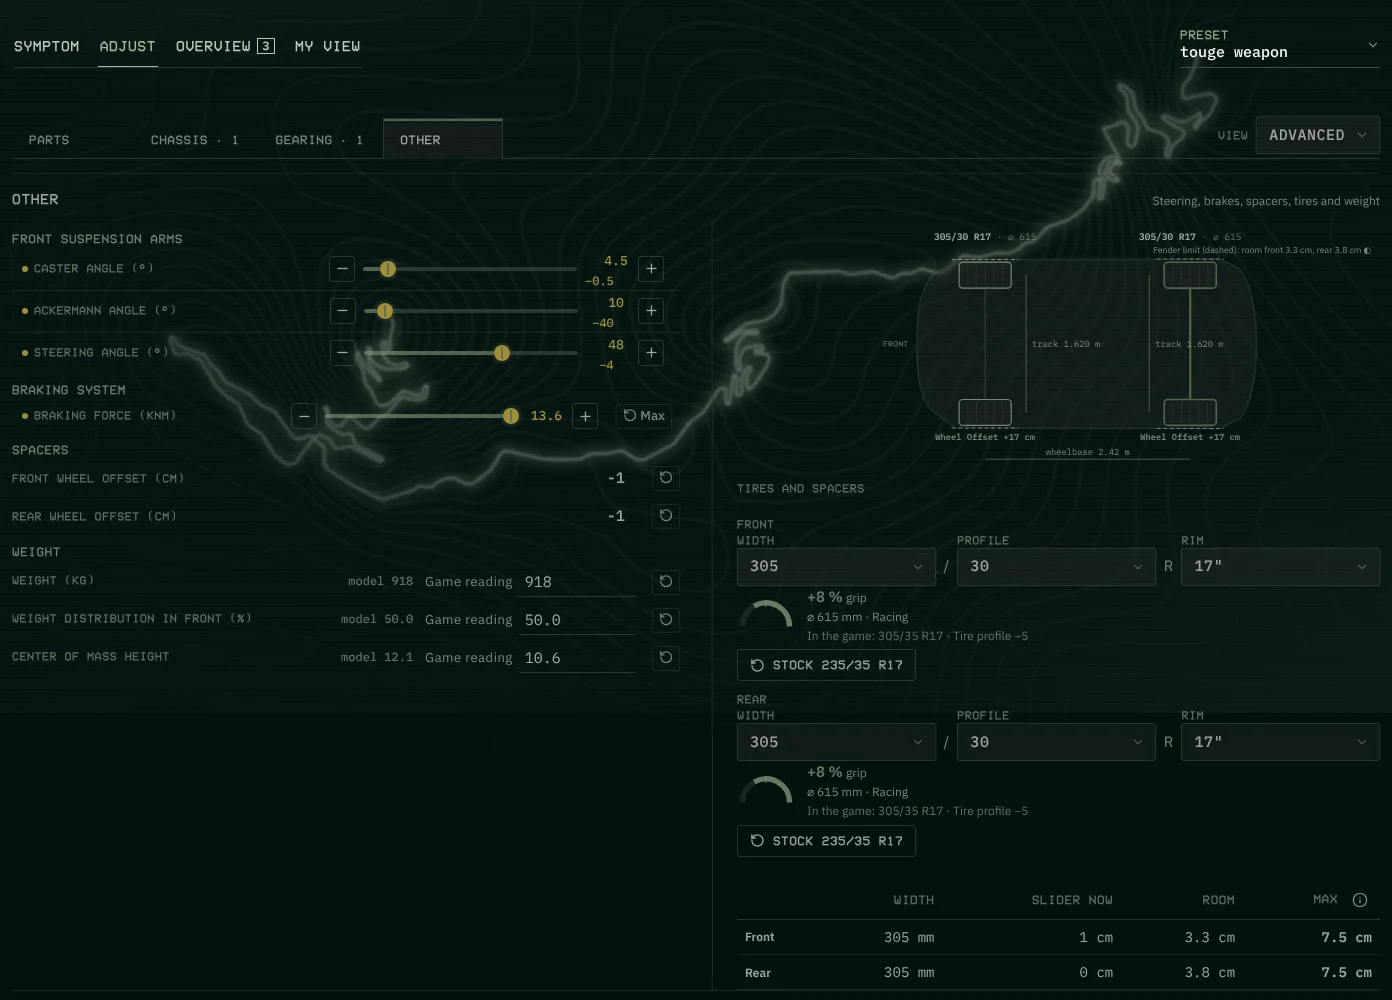 SYMPTOM ADJUST OVERVIEW 3 MY VIEW
PRESET
touge weapon
PARTS CHASSIS · 1 GEARING · 1 OTHER
VIEW ADVANCED
OTHER
Steering, brakes, spacers, tires and weight
FRONT SUSPENSION ARMS
CASTER ANGLE (°) − 4.5 +
−0.5
ACKERMANN ANGLE (°) − 10 +
−40
STEERING ANGLE (°) − 48 +
−4
BRAKING SYSTEM
BRAKING FORCE (KNM) − 13.6 + Max
SPACERS
FRONT WHEEL OFFSET (CM) -1
REAR WHEEL OFFSET (CM) -1
WEIGHT
WEIGHT (KG) model 918 Game reading 918
WEIGHT DISTRIBUTION IN FRONT (%) model 50.0 Game reading 50.0
CENTER OF MASS HEIGHT model 12.1 Game reading 10.6
305/30 R17 · ⌀ 615 305/30 R17 · ⌀ 615
Fender limit (dashed): room front 3.3 cm, rear 3.8 cm
FRONT track 1.620 m track 1.620 m
Wheel Offset +17 cm Wheel Offset +17 cm
wheelbase 2.42 m
TIRES AND SPACERS
FRONT
WIDTH PROFILE RIM
305 / 30 R 17"
+8 % grip
⌀ 615 mm · Racing
In the game: 305/35 R17 · Tire profile −5
STOCK 235/35 R17
REAR
WIDTH PROFILE RIM
305 / 30 R 17"
+8 % grip
⌀ 615 mm · Racing
In the game: 305/35 R17 · Tire profile −5
STOCK 235/35 R17
WIDTH SLIDER NOW ROOM MAX
Front 305 mm 1 cm 3.3 cm 7.5 cm
Rear 305 mm 0 cm 3.8 cm 7.5 cm